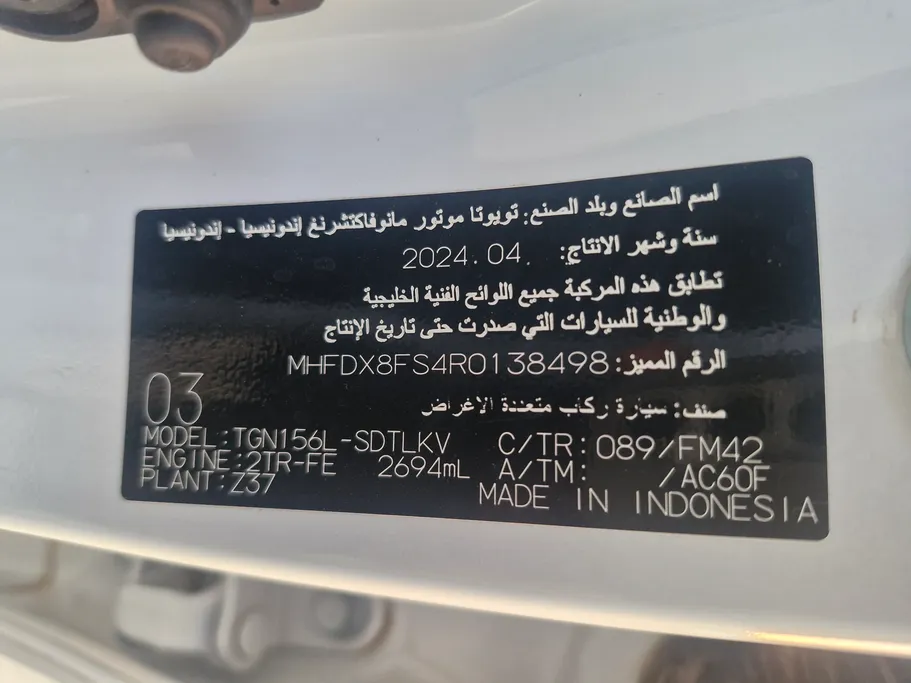 اسم الصانع وبلد الصنع: تويوتا موتور مانوفاكتشرنغ إندونيسيا - إندونيسيا
سنة وشهر الانتاج: 2024.04.
تطابق هذه المركبة جميع اللوائح الفنية الخليجية
والوطنية للسيارات التي صدرت حتى تاريخ الإنتاج
الرقم المميز: MHFDX8FS4R0138498
صنف: سيارة ركاب متعددة الاغراض
03
MODEL:TGN156L-SDTLKV C/TR:089/FM42
ENGINE:2TR-FE 2694mL A/TM: /AC60F
PLANT:Z37 MADE IN INDONESIA